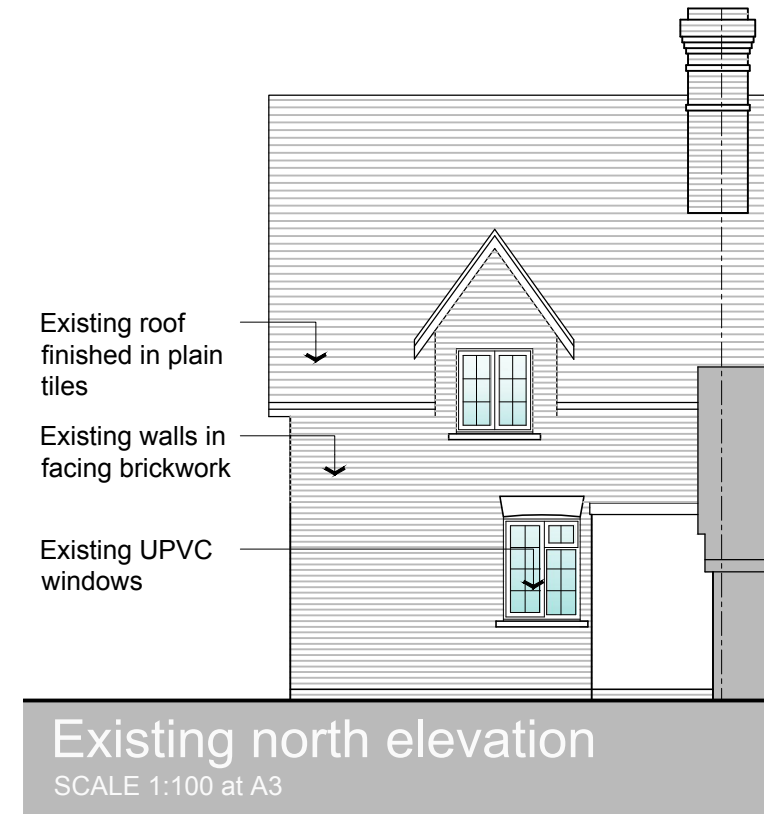 Existing roof
finished in plain
tiles
Existing walls in
facing brickwork
Existing UPVC
windows
Existing north elevation
SCALE 1:100 at A3